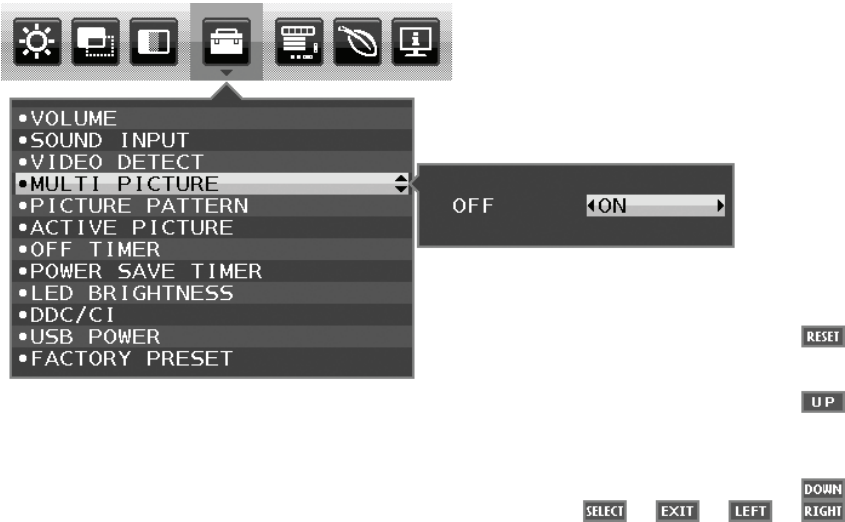 •VOLUME
•SOUND INPUT
•VIDEO DETECT
•MULTI PICTURE
OFF ON
•PICTURE PATTERN
•ACTIVE PICTURE
•OFF TIMER
•POWER SAVE TIMER
•LED BRIGHTNESS
•DDC/CI
•USB POWER
•FACTORY PRESET
RESET
UP
DOWN
SELECT EXIT LEFT RIGHT